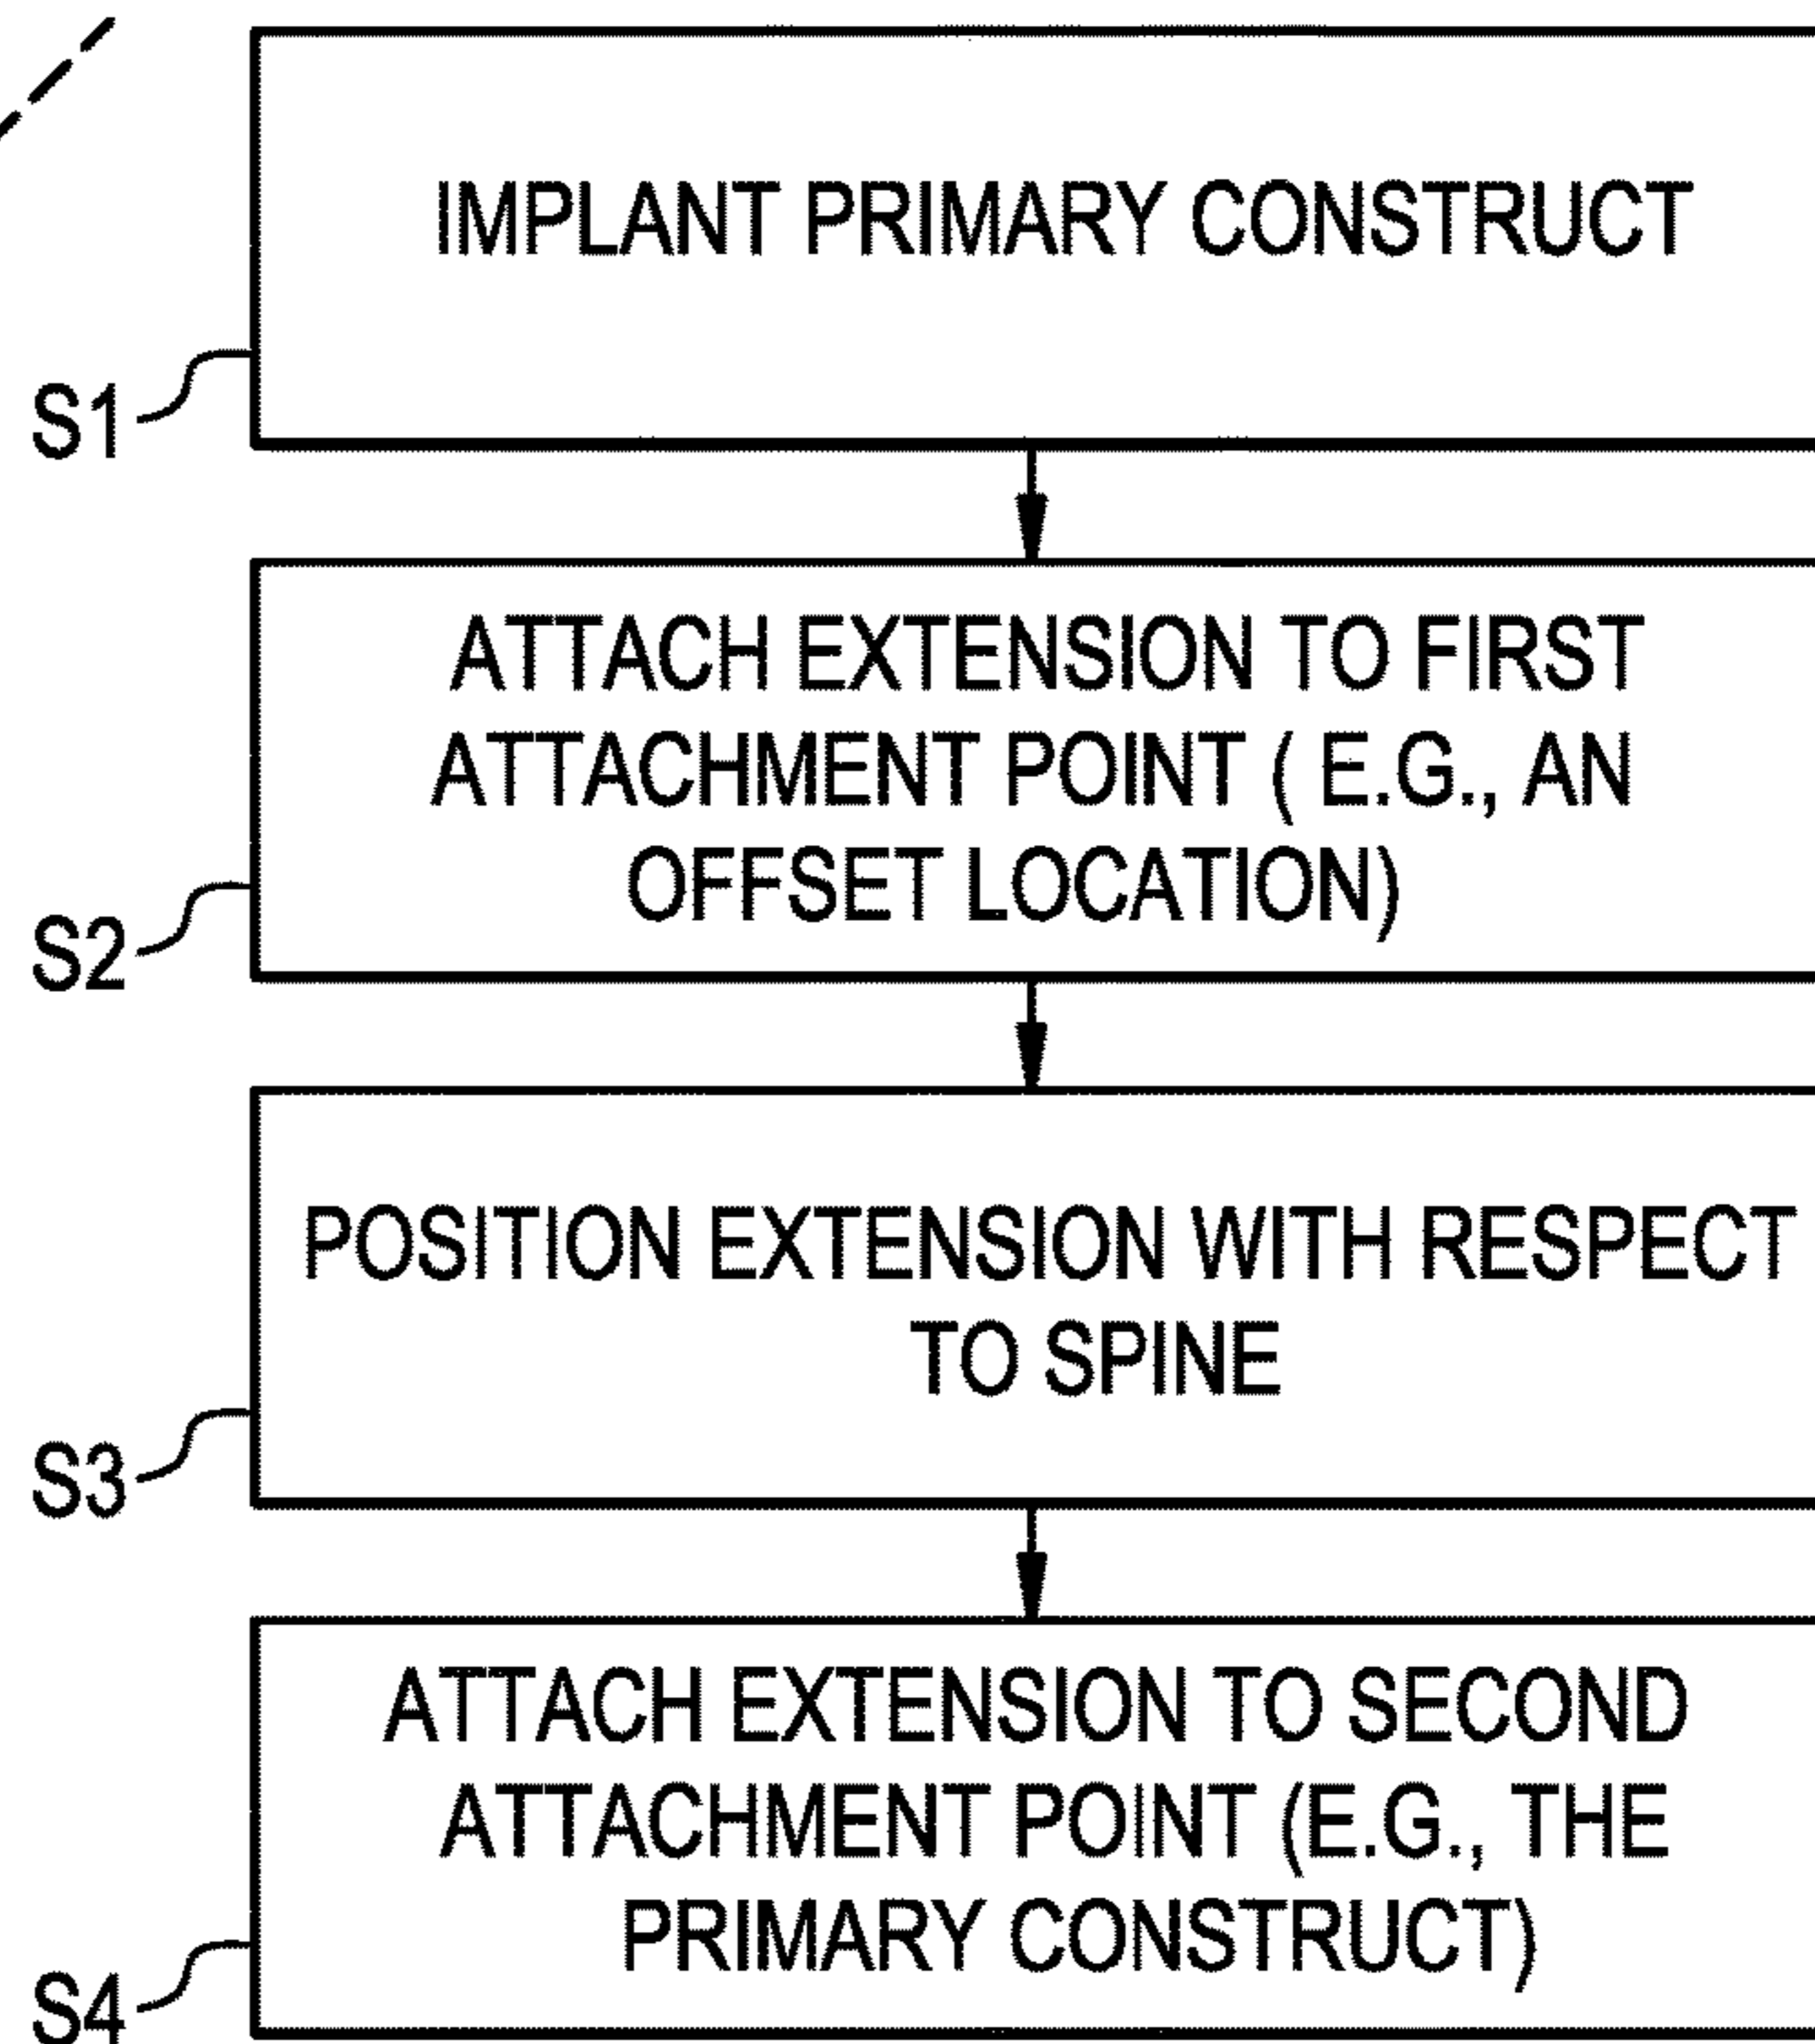 IMPLANT PRIMARY CONSTRUCT
S1
ATTACH EXTENSION TO FIRST
ATTACHMENT POINT ( E.G., AN
OFFSET LOCATION)
S2
POSITION EXTENSION WITH RESPECT
TO SPINE
S3
ATTACH EXTENSION TO SECOND
ATTACHMENT POINT (E.G., THE
PRIMARY CONSTRUCT)
S4